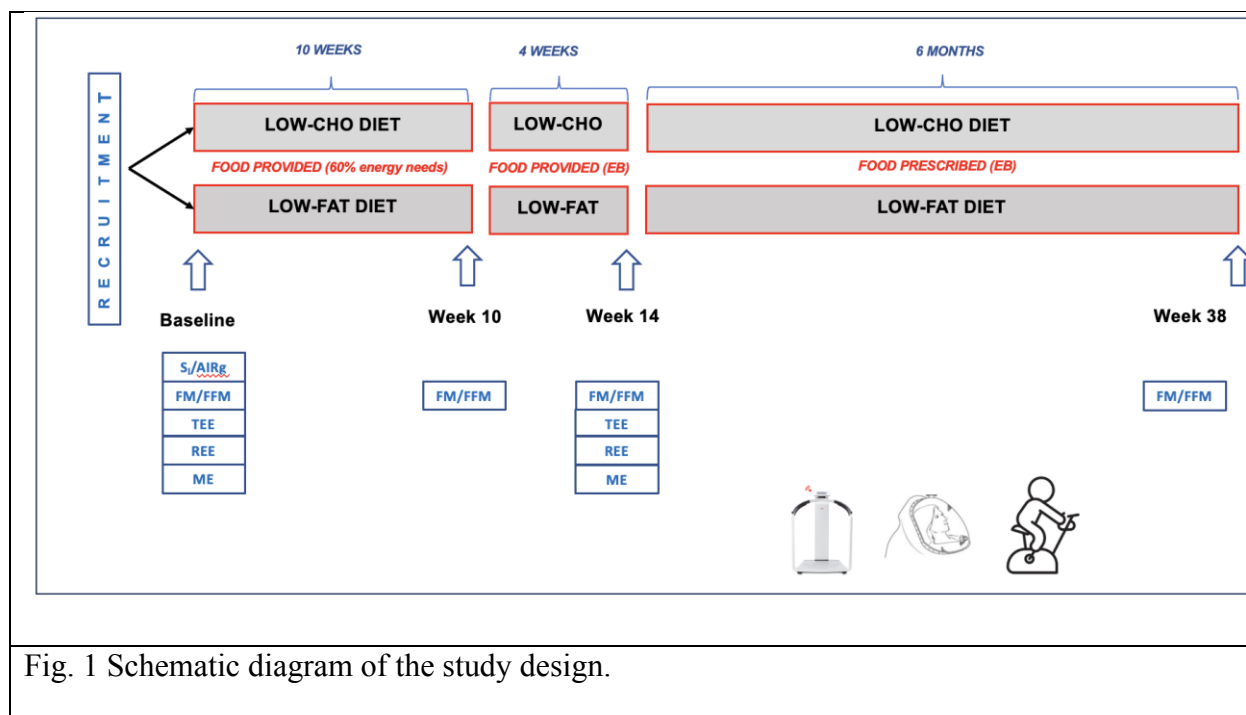 10 WEEKS
4 WEEKS
6 MONTHS
RECRUITMENT
LOW-CHO DIET
LOW-CHO
LOW-CHO DIET
FOOD PROVIDED (60% energy needs)
FOOD PROVIDED (EB)
FOOD PRESCRIBED (EB)
LOW-FAT DIET
LOW-FAT
LOW-FAT DIET
Baseline
Week 10
Week 14
Week 38
Sᵢ/AIRg
FM/FFM
FM/FFM
FM/FFM
FM/FFM
TEE
TEE
REE
REE
ME
ME
Fig. 1 Schematic diagram of the study design.